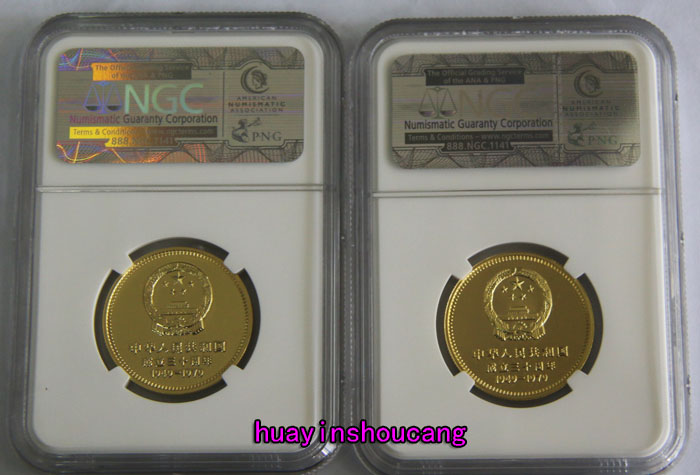 The Official Grading Service
of the ANA & PNG
NGC
Numismatic Guaranty Corporation
Terms & Conditions - www.ngcterms.com
888.NGC.1141
AMERICAN
NUMISMATIC
ASSOCIATION
PNG
中华人民共和国
成立三十周年
1949-1979
The Official Grading Service
of the ANA & PNG
NGC
Numismatic Guaranty Corporation
Terms & Conditions - www.ngcterms.com
888.NGC.1141
AMERICAN
NUMISMATIC
ASSOCIATION
PNG
中华人民共和国
成立三十周年
1949-1979
huayinshoucang